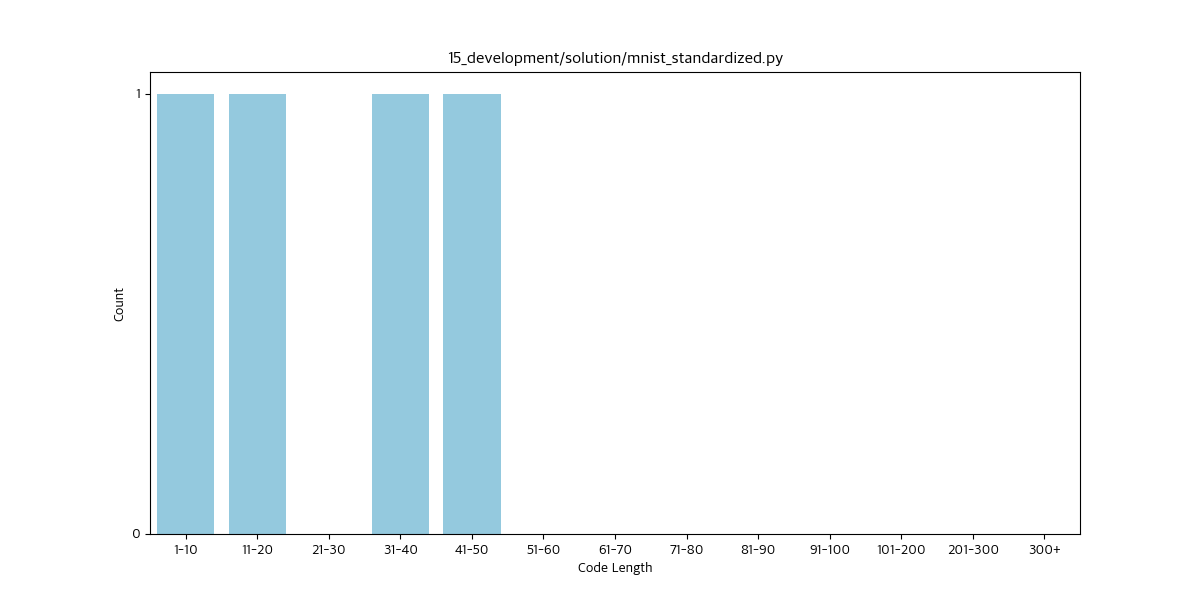 15_development/solution/mnist_standardized.py
1
Count
0
1-10 11-20 21-30 31-40 41-50 51-60 61-70 71-80 81-90 91-100 101-200 201-300 300+
Code Length